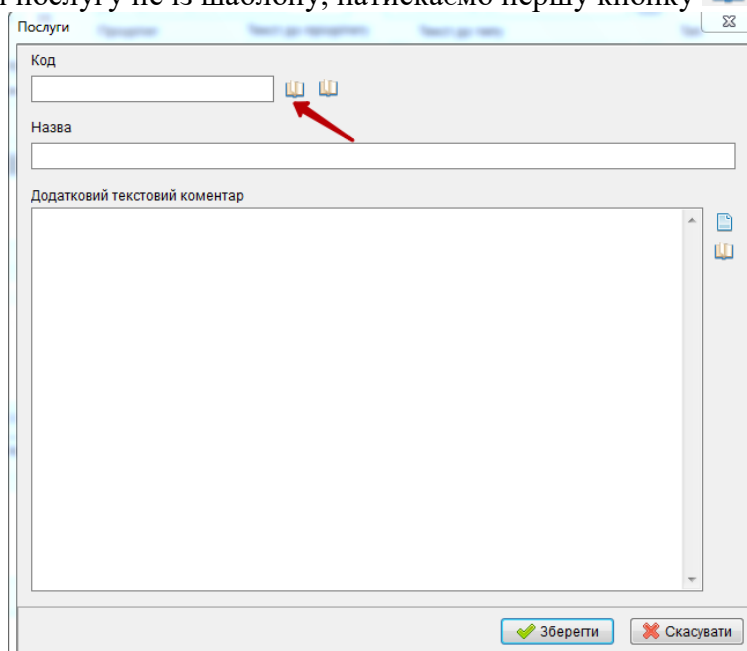 послугу не із шаблону, натискаємо першу кнопку
Послуги
Код
Назва
Додатковий текстовий коментар
Зберегти Скасувати